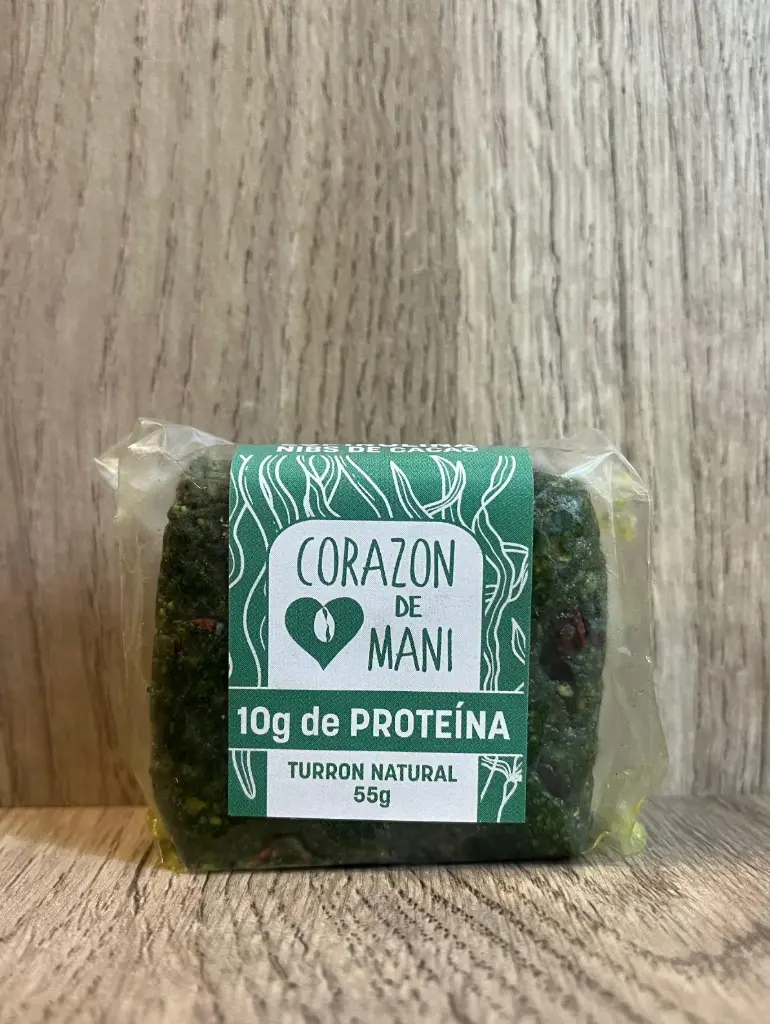 NIBS DE CACAO
CORAZON
DE
MANI
10g de PROTEÍNA
TURRON NATURAL
55g